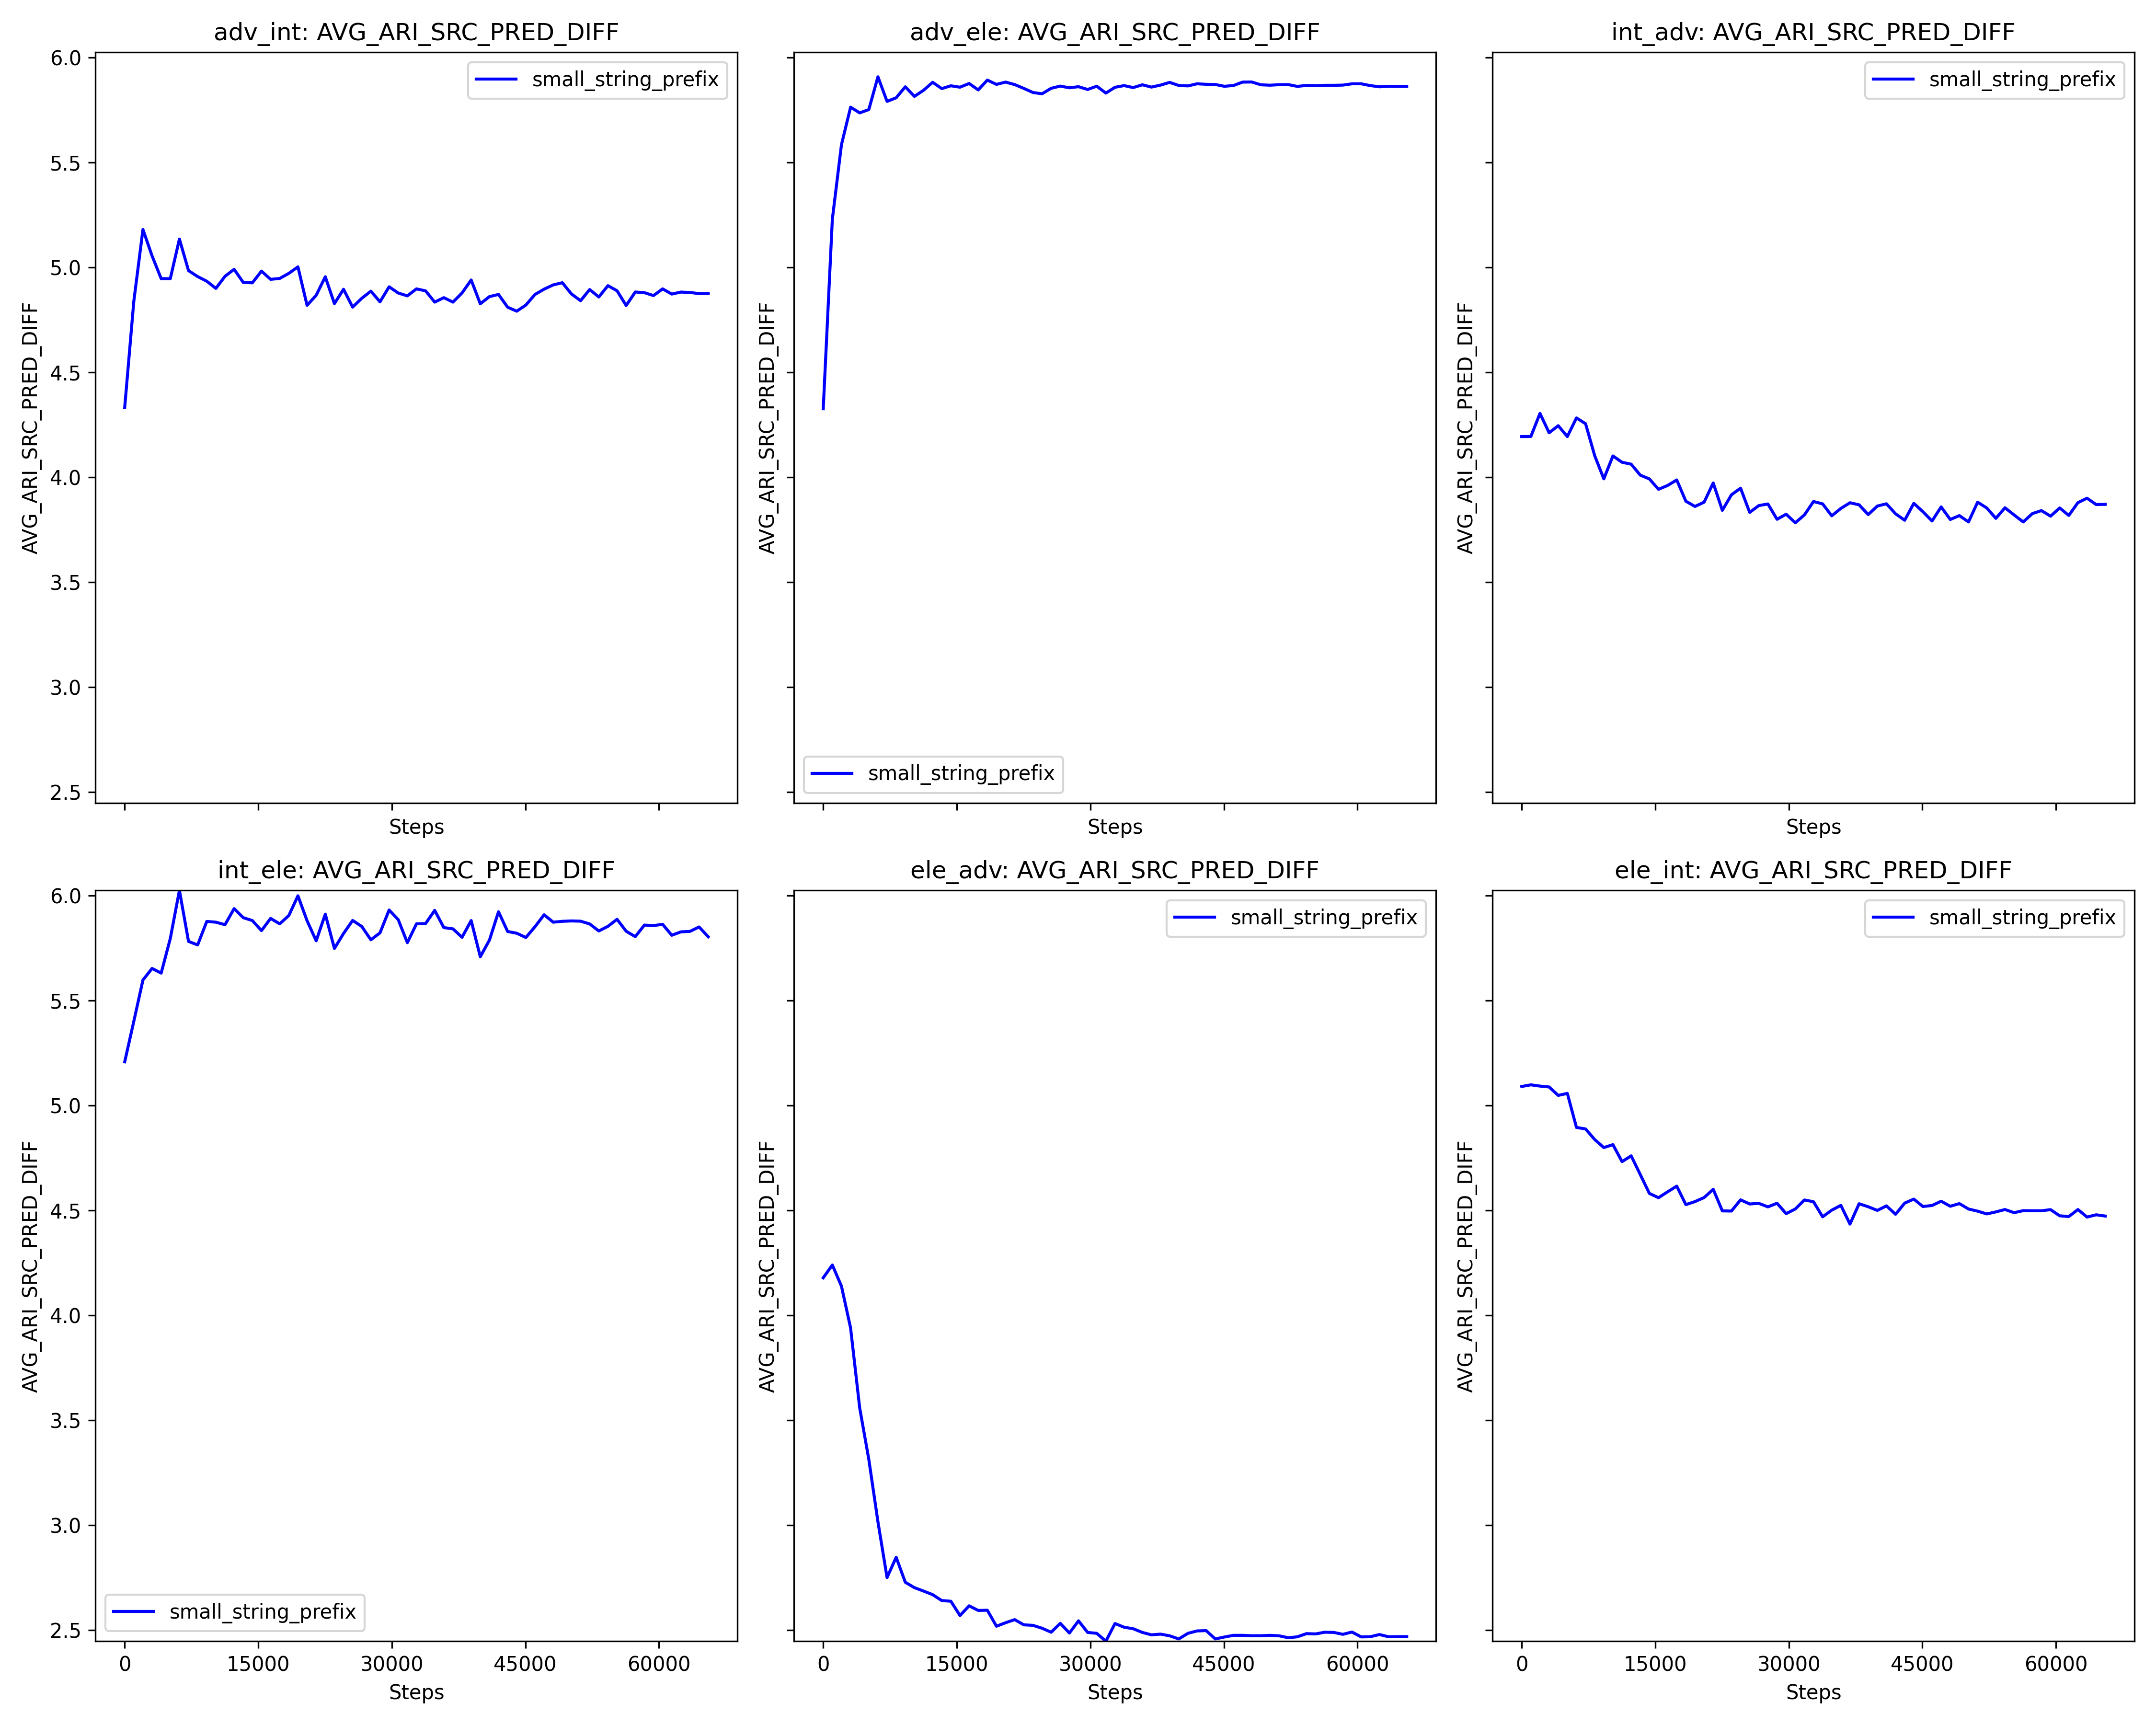 adv_int: AVG_ARI_SRC_PRED_DIFF
adv_ele: AVG_ARI_SRC_PRED_DIFF
int_adv: AVG_ARI_SRC_PRED_DIFF
AVG_ARI_SRC_PRED_DIFF
6.0
5.5
5.0
4.5
4.0
3.5
3.0
2.5
small_string_prefix
Steps
AVG_ARI_SRC_PRED_DIFF
small_string_prefix
Steps
AVG_ARI_SRC_PRED_DIFF
small_string_prefix
Steps
int_ele: AVG_ARI_SRC_PRED_DIFF
ele_adv: AVG_ARI_SRC_PRED_DIFF
ele_int: AVG_ARI_SRC_PRED_DIFF
AVG_ARI_SRC_PRED_DIFF
6.0
5.5
5.0
4.5
4.0
3.5
3.0
2.5
small_string_prefix
0 15000 30000 45000 60000
Steps
AVG_ARI_SRC_PRED_DIFF
small_string_prefix
0 15000 30000 45000 60000
Steps
AVG_ARI_SRC_PRED_DIFF
small_string_prefix
0 15000 30000 45000 60000
Steps